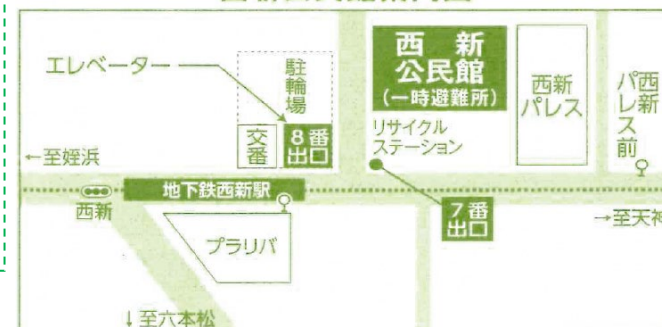 エレベーター
駐輪場
西新
公民館
(一時避難所)
西新
パレス
西新
パレス前
交番
8番
出口
リサイクル
ステーション
←至姪浜
地下鉄西新駅
西新
7番
出口
→至天神
プラリバ
↓至六本松